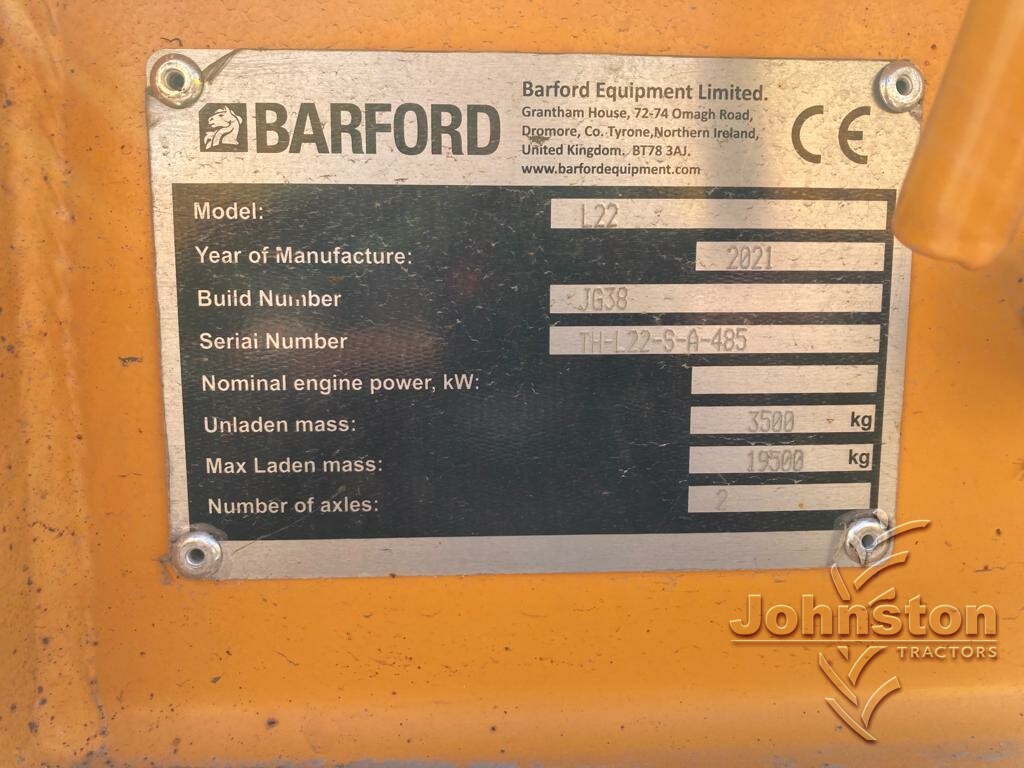 BARFORD
Barford Equipment Limited.
Grantham House, 72-74 Omagh Road,
Dromore, Co. Tyrone,Northern Ireland,
United Kingdom. BT78 3AJ.
www.barfordequipment.com
CE
Model: L22
Year of Manufacture: 2021
Build Number JG38
Serial Number TH-L22-S-A-485
Nominal engine power, kW:
Unladen mass: 3500 kg
Max Laden mass: 19500 kg
Number of axles: 2
Johnston
TRACTORS